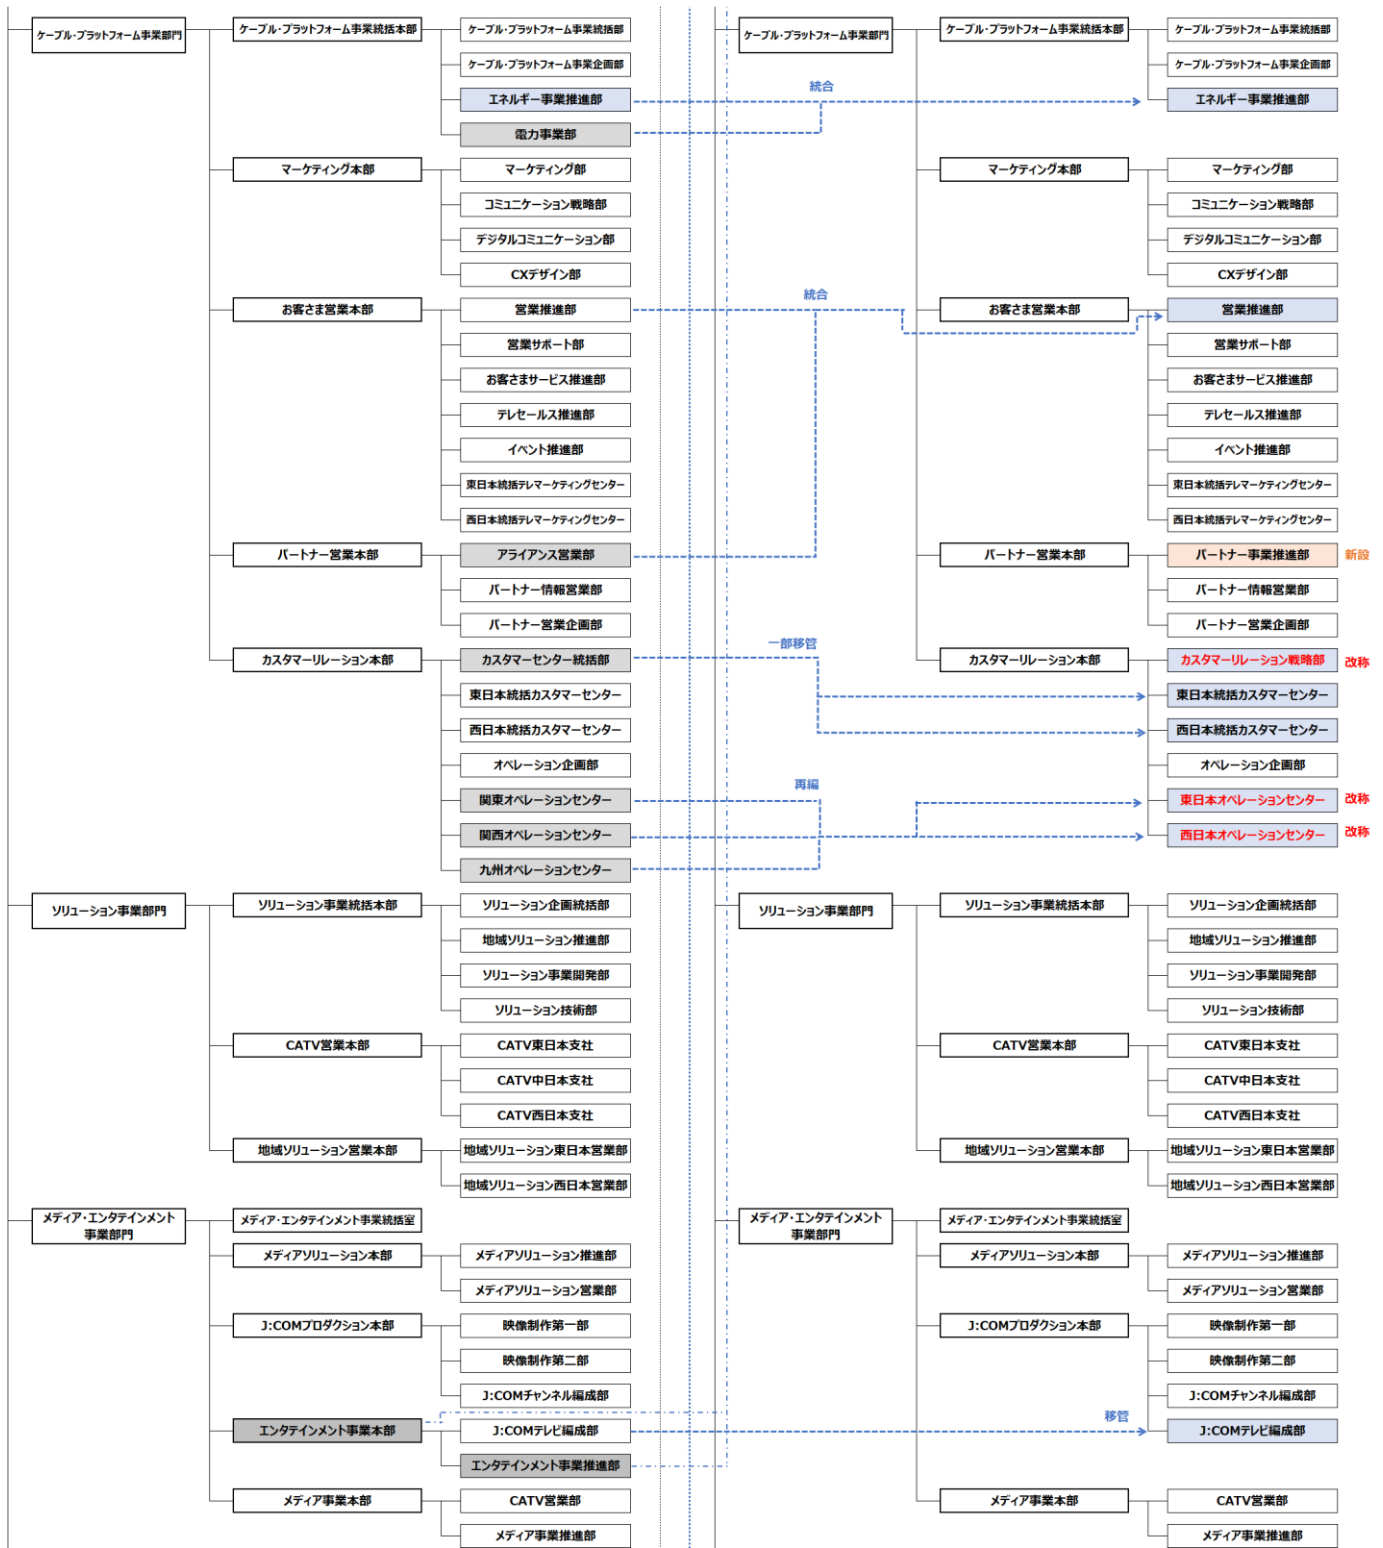 ケーブル・プラットフォーム事業部門
ケーブル・プラットフォーム事業統括本部
ケーブル・プラットフォーム事業統括部
ケーブル・プラットフォーム事業企画部
エネルギー事業推進部
電力事業部
マーケティング本部
マーケティング部
コミュニケーション戦略部
デジタルコミュニケーション部
CXデザイン部
お客さま営業本部
営業推進部
営業サポート部
お客さまサービス推進部
テレセールス推進部
イベント推進部
東日本統括テレマーケティングセンター
西日本統括テレマーケティングセンター
パートナー営業本部
アライアンス営業部
パートナー情報営業部
パートナー営業企画部
カスタマーリレーション本部
カスタマーセンター統括部
東日本統括カスタマーセンター
西日本統括カスタマーセンター
オペレーション企画部
関東オペレーションセンター
関西オペレーションセンター
九州オペレーションセンター
ソリューション事業部門
ソリューション事業統括本部
ソリューション企画統括部
地域ソリューション推進部
ソリューション事業開発部
ソリューション技術部
CATV営業本部
CATV東日本支社
CATV中日本支社
CATV西日本支社
地域ソリューション営業本部
地域ソリューション東日本営業部
地域ソリューション西日本営業部
メディア・エンタテインメント
事業部門
メディア・エンタテインメント事業統括室
メディアソリューション本部
メディアソリューション推進部
メディアソリューション営業部
J:COMプロダクション本部
映像制作第一部
映像制作第二部
J:COMチャンネル編成部
エンタテインメント事業本部
J:COMテレビ編成部
エンタテインメント事業推進部
メディア事業本部
CATV営業部
メディア事業推進部
統合
統合
一部移管
再編
移管
ケーブル・プラットフォーム事業部門
ケーブル・プラットフォーム事業統括本部
ケーブル・プラットフォーム事業統括部
ケーブル・プラットフォーム事業企画部
エネルギー事業推進部
マーケティング本部
マーケティング部
コミュニケーション戦略部
デジタルコミュニケーション部
CXデザイン部
お客さま営業本部
営業推進部
営業サポート部
お客さまサービス推進部
テレセールス推進部
イベント推進部
東日本統括テレマーケティングセンター
西日本統括テレマーケティングセンター
パートナー営業本部
パートナー事業推進部
新設
パートナー情報営業部
パートナー営業企画部
カスタマーリレーション本部
カスタマーリレーション戦略部
改称
東日本統括カスタマーセンター
西日本統括カスタマーセンター
オペレーション企画部
東日本オペレーションセンター
改称
西日本オペレーションセンター
改称
ソリューション事業部門
ソリューション事業統括本部
ソリューション企画統括部
地域ソリューション推進部
ソリューション事業開発部
ソリューション技術部
CATV営業本部
CATV東日本支社
CATV中日本支社
CATV西日本支社
地域ソリューション営業本部
地域ソリューション東日本営業部
地域ソリューション西日本営業部
メディア・エンタテインメント
事業部門
メディア・エンタテインメント事業統括室
メディアソリューション本部
メディアソリューション推進部
メディアソリューション営業部
J:COMプロダクション本部
映像制作第一部
映像制作第二部
J:COMチャンネル編成部
J:COMテレビ編成部
メディア事業本部
CATV営業部
メディア事業推進部